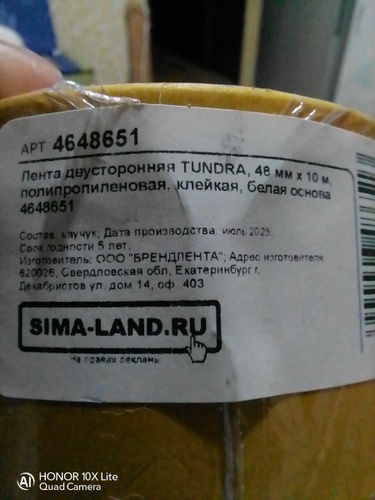 АРТ 4648651
Лента двусторонняя TUNDRA, 48 мм х 10 м,
полипропиленовая, клейкая, белая основа
4648651
Состав: каучук; Дата производства: июль 2023;
Срок годности 5 лет;
Изготовитель: ООО "БРЕНДЛЕНТА"; Адрес изготовителя
620026, Свердловская обл, Екатеринбург г,
Декабристов ул, дом 14, оф. 403
SIMA-LAND.RU
На правах рекламы
HONOR 10X Lite
Quad Camera